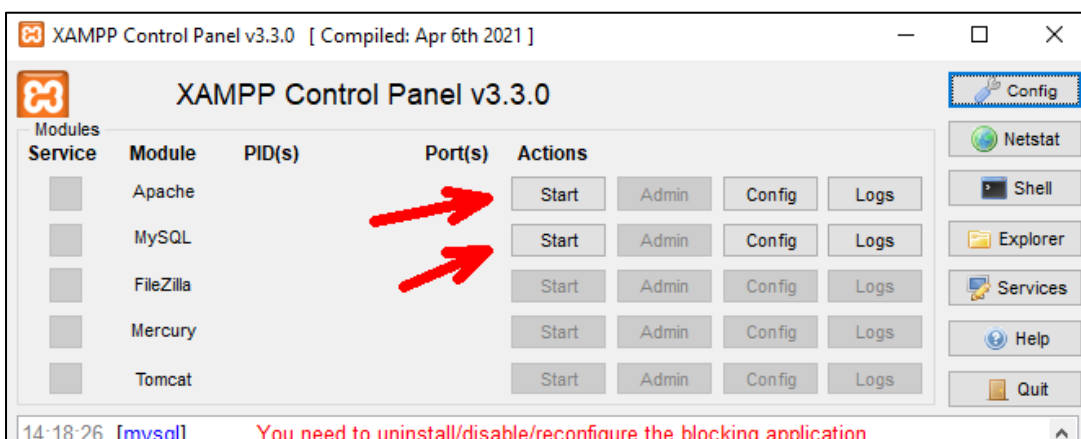 XAMPP Control Panel v3.3.0 [ Compiled: Apr 6th 2021 ]
XAMPP Control Panel v3.3.0
Config
Modules
Netstat
Service Module PID(s) Port(s) Actions
Apache Start Admin Config Logs
Shell
MySQL Start Admin Config Logs
Explorer
FileZilla Start Admin Config Logs
Services
Mercury Start Admin Config Logs
Help
Tomcat Start Admin Config Logs
Quit
14:18:26 [mysql] You need to uninstall/disable/reconfigure the blocking application